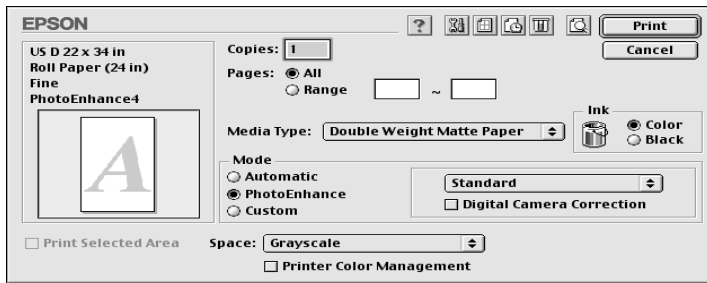 EPSON
?
Print
Cancel
US D 22 x 34 in
Roll Paper (24 in)
Fine
PhotoEnhance4
A
Copies: 1
Pages: All
Range ~
Media Type: Double Weight Matte Paper
Ink
Color
Black
Mode
Automatic
PhotoEnhance
Custom
Standard
Digital Camera Correction
Print Selected Area
Space: Grayscale
Printer Color Management